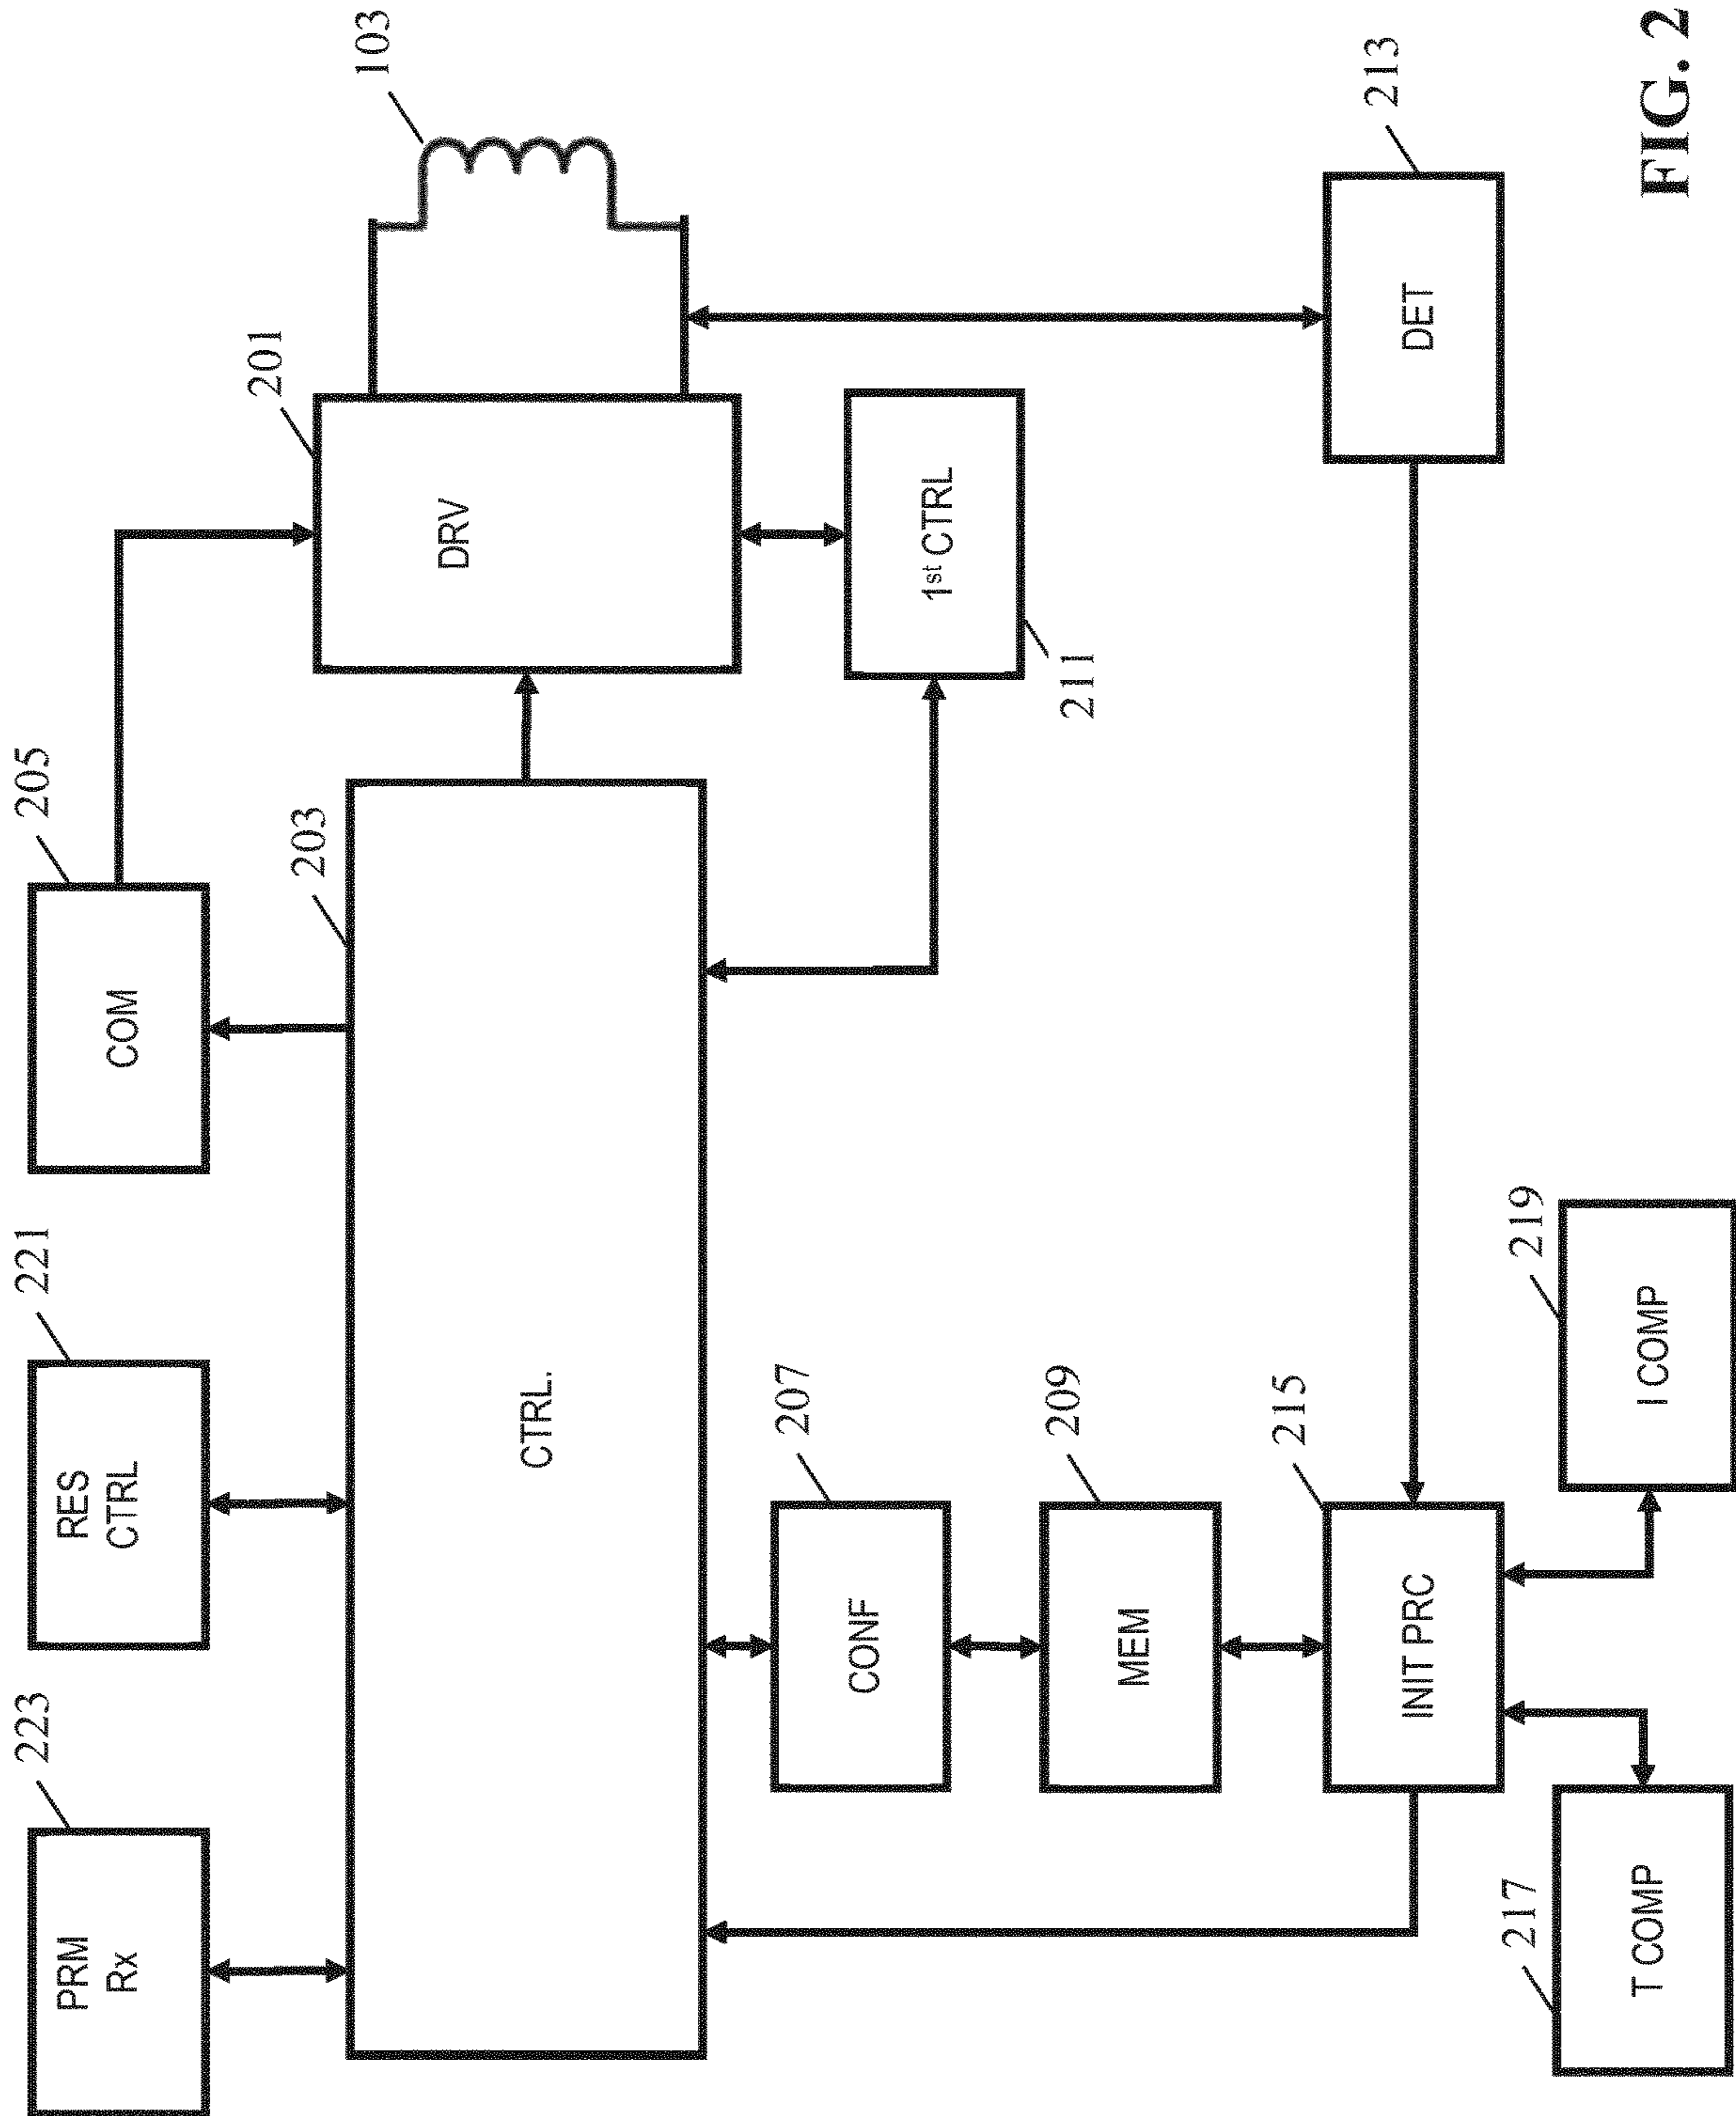 223
221
205
PRM
Rx
RES
CTRL
COM
203
201
103
CTRL.
DRV
207
CONF
1st CTRL
211
209
MEM
215
213
INIT PRC
DET
217
219
T COMP
I COMP
FIG. 2